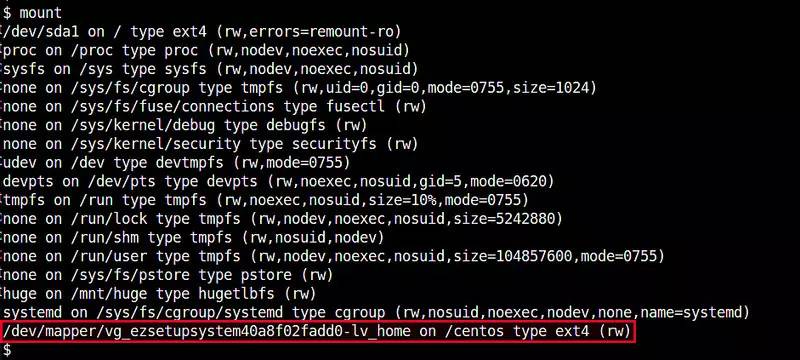 $ mount
/dev/sda1 on / type ext4 (rw,errors=remount-ro)
proc on /proc type proc (rw,nodev,noexec,nosuid)
sysfs on /sys type sysfs (rw,nodev,noexec,nosuid)
none on /sys/fs/cgroup type tmpfs (rw,uid=0,gid=0,mode=0755,size=1024)
none on /sys/fs/fuse/connections type fusectl (rw)
none on /sys/kernel/debug type debugfs (rw)
none on /sys/kernel/security type securityfs (rw)
udev on /dev type devtmpfs (rw,mode=0755)
devpts on /dev/pts type devpts (rw,noexec,nosuid,gid=5,mode=0620)
tmpfs on /run type tmpfs (rw,noexec,nosuid,size=10%,mode=0755)
none on /run/lock type tmpfs (rw,nodev,noexec,nosuid,size=5242880)
none on /run/shm type tmpfs (rw,nosuid,nodev)
none on /run/user type tmpfs (rw,nodev,noexec,nosuid,size=104857600,mode=0755)
none on /sys/fs/pstore type pstore (rw)
huge on /mnt/huge type hugetlbfs (rw)
systemd on /sys/fs/cgroup/systemd type cgroup (rw,nosuid,noexec,nodev,none,name=systemd)
/dev/mapper/vg_ezsetupsystem40a8f02fadd0-lv_home on /centos type ext4 (rw)
$